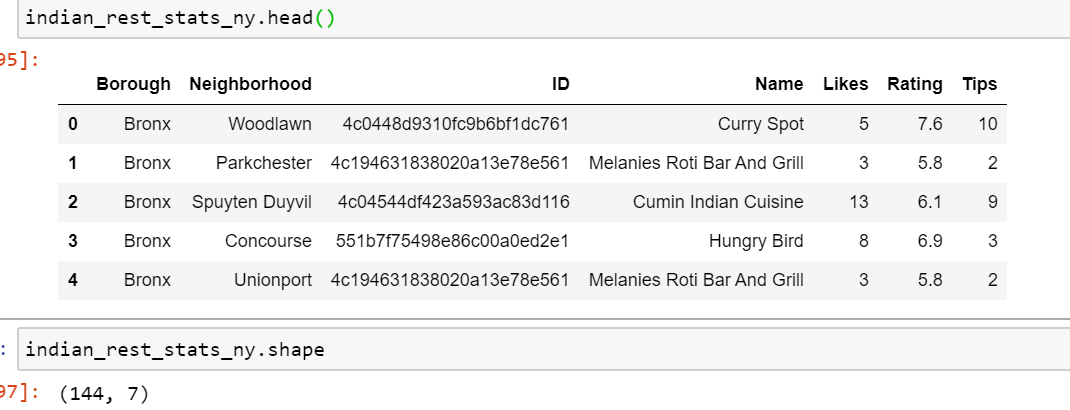 indian_rest_stats_ny.head()
95]:
Borough Neighborhood ID Name Likes Rating Tips
0 Bronx Woodlawn 4c0448d9310fc9b6bf1dc761 Curry Spot 5 7.6 10
1 Bronx Parkchester 4c194631838020a13e78e561 Melanies Roti Bar And Grill 3 5.8 2
2 Bronx Spuyten Duyvil 4c04544df423a593ac83d116 Cumin Indian Cuisine 13 6.1 9
3 Bronx Concourse 551b7f75498e86c00a0ed2e1 Hungry Bird 8 6.9 3
4 Bronx Unionport 4c194631838020a13e78e561 Melanies Roti Bar And Grill 3 5.8 2
: indian_rest_stats_ny.shape
97]: (144, 7)